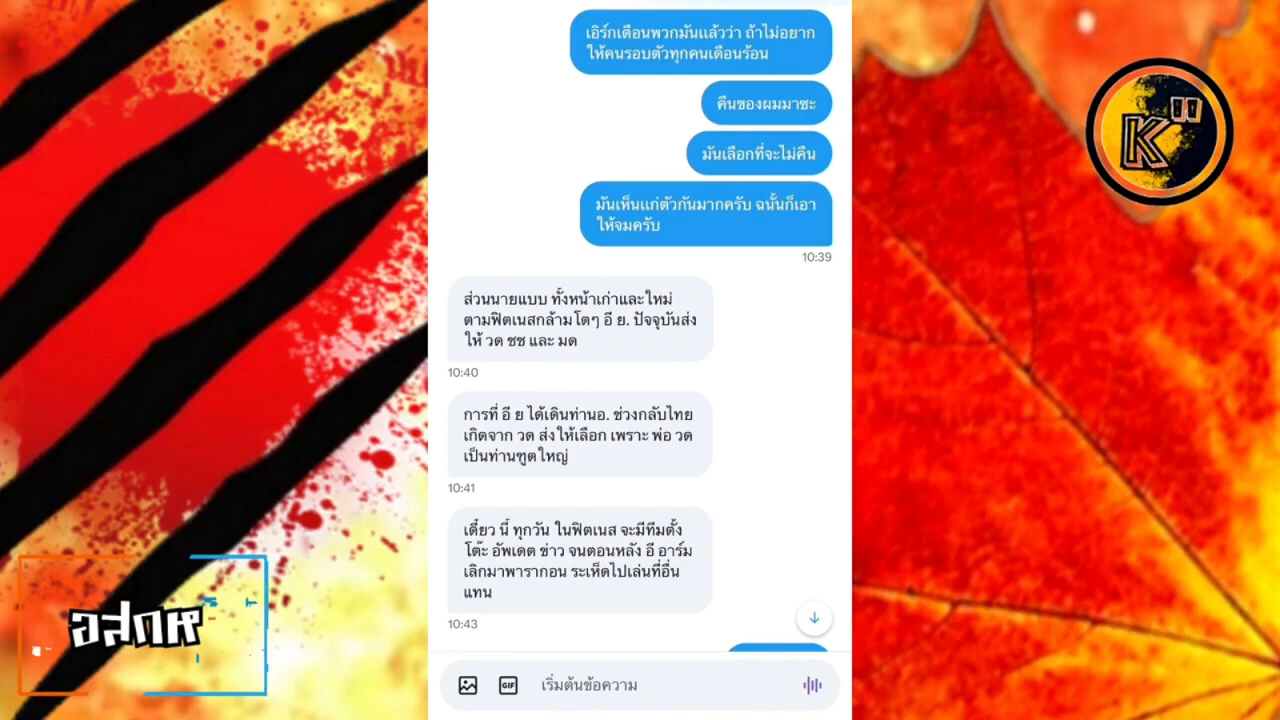 เอิร์กเตือนพวกมันแล้วว่า ถ้าไม่อยาก
ให้คนรอบตัวทุกคนเดือนร้อน
คืนของผมมาซะ
มันเลือกที่จะไม่คืน
มันเห็นแก่ตัวกันมากครับ ฉนั้นก็เอา
ให้จมครับ
10:39
ส่วนนายแบบ ทั้งหน้าเก่าและใหม่
ตามฟิตเนสกล้ามโตๆ อี ย. ปัจจุบันส่ง
ให้ วด ชช และ มด
10:40
การที่ อี ย ได้เดินท่านอ. ช่วงกลับไทย
เกิดจาก วด ส่งให้เลือก เพราะ พ่อ วด
เป็นท่านฑูตใหญ่
10:41
เดี๋ยว นี้ ทุกวัน ในฟิตเนส จะมีทีมตั้ง
โต๊ะ อัพเดต ข่าว จนตอนหลัง อี อาร์ม
เลิกมาพารากอน ระเห็ดไปเล่นที่อื่น
แทน
10:43
GIF
เริ่มต้นข้อความ
K"
อสกห